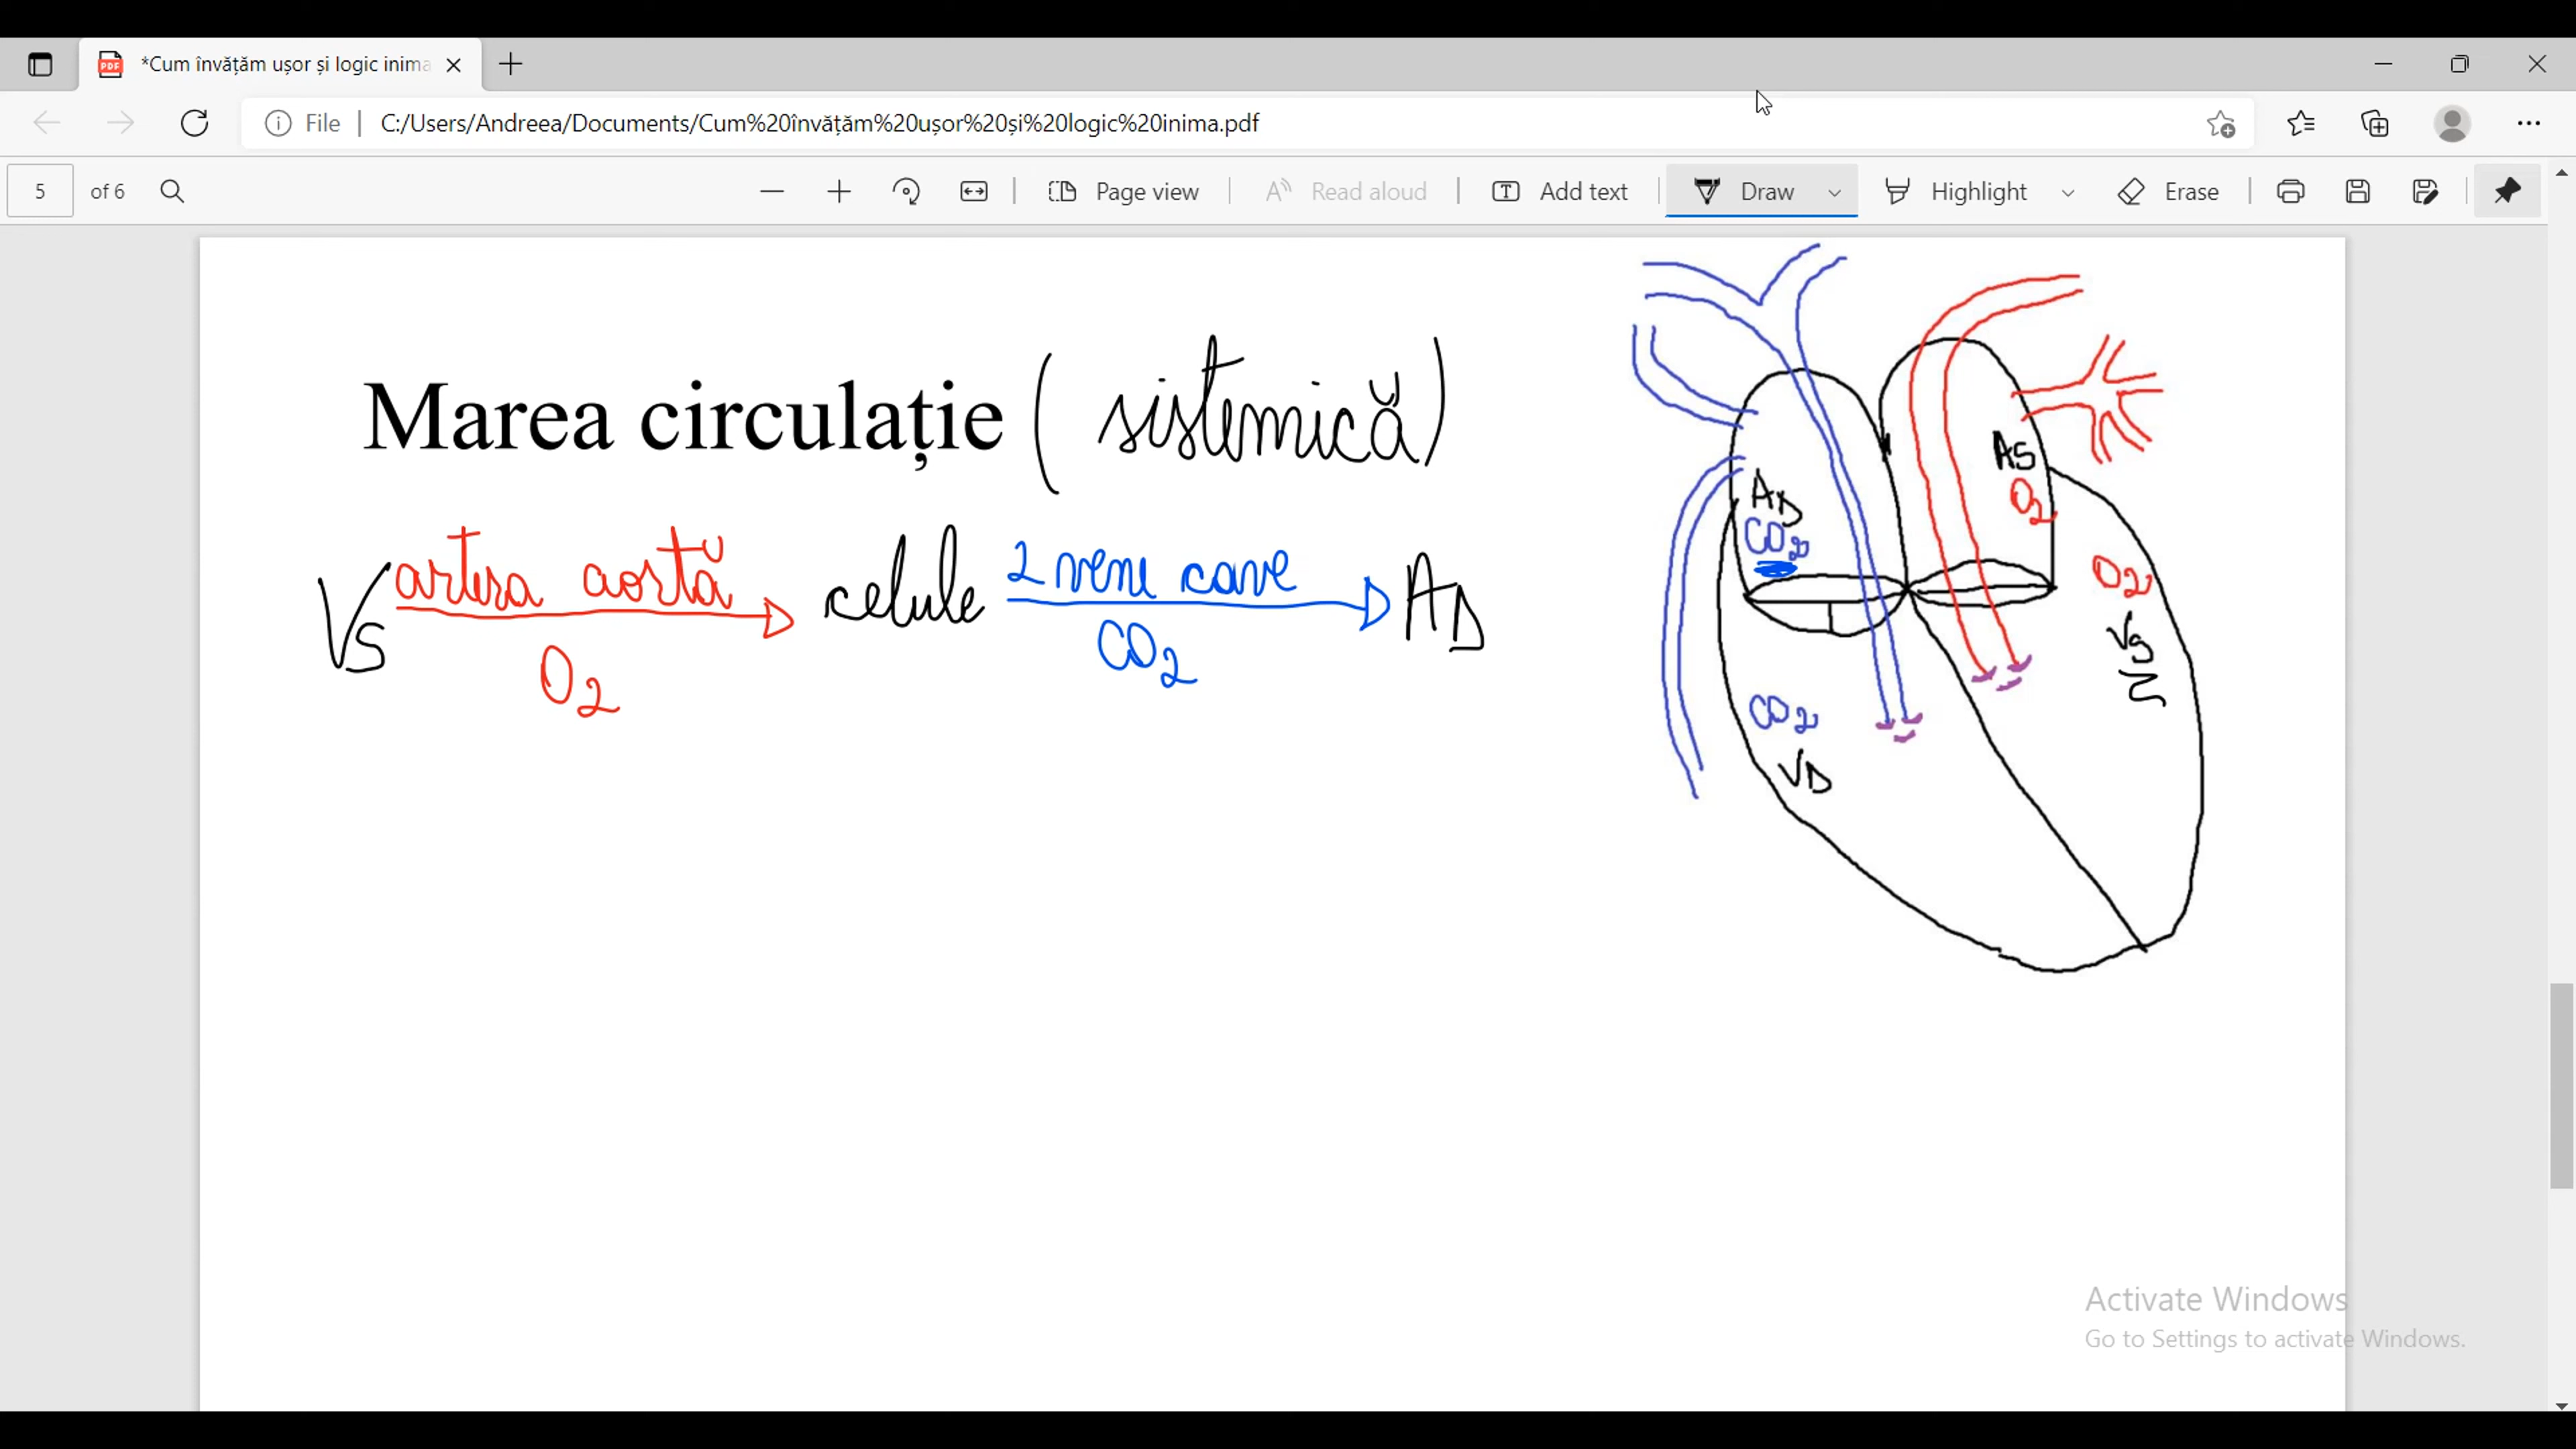 *Cum învățăm ușor și logic inima
File
C:/Users/Andreea/Documents/Cum%20învățăm%20ușor%20și%20logic%20inima.pdf
5 of 6
Page view
Read aloud
Add text
Draw
Highlight
Erase
Marea circulație (sistemică)
VS artera aortă celule 2 vene cave AD
O2 CO2
AS
O2
AD
CO2
O2
VS
CO2
VD
Activate Windows
Go to Settings to activate Windows.